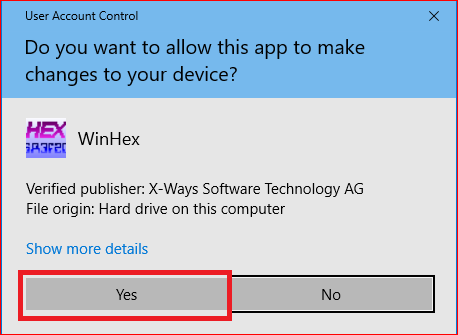 User Account Control
Do you want to allow this app to make
changes to your device?
HEX
WinHex
Verified publisher: X-Ways Software Technology AG
File origin: Hard drive on this computer
Show more details
Yes
No